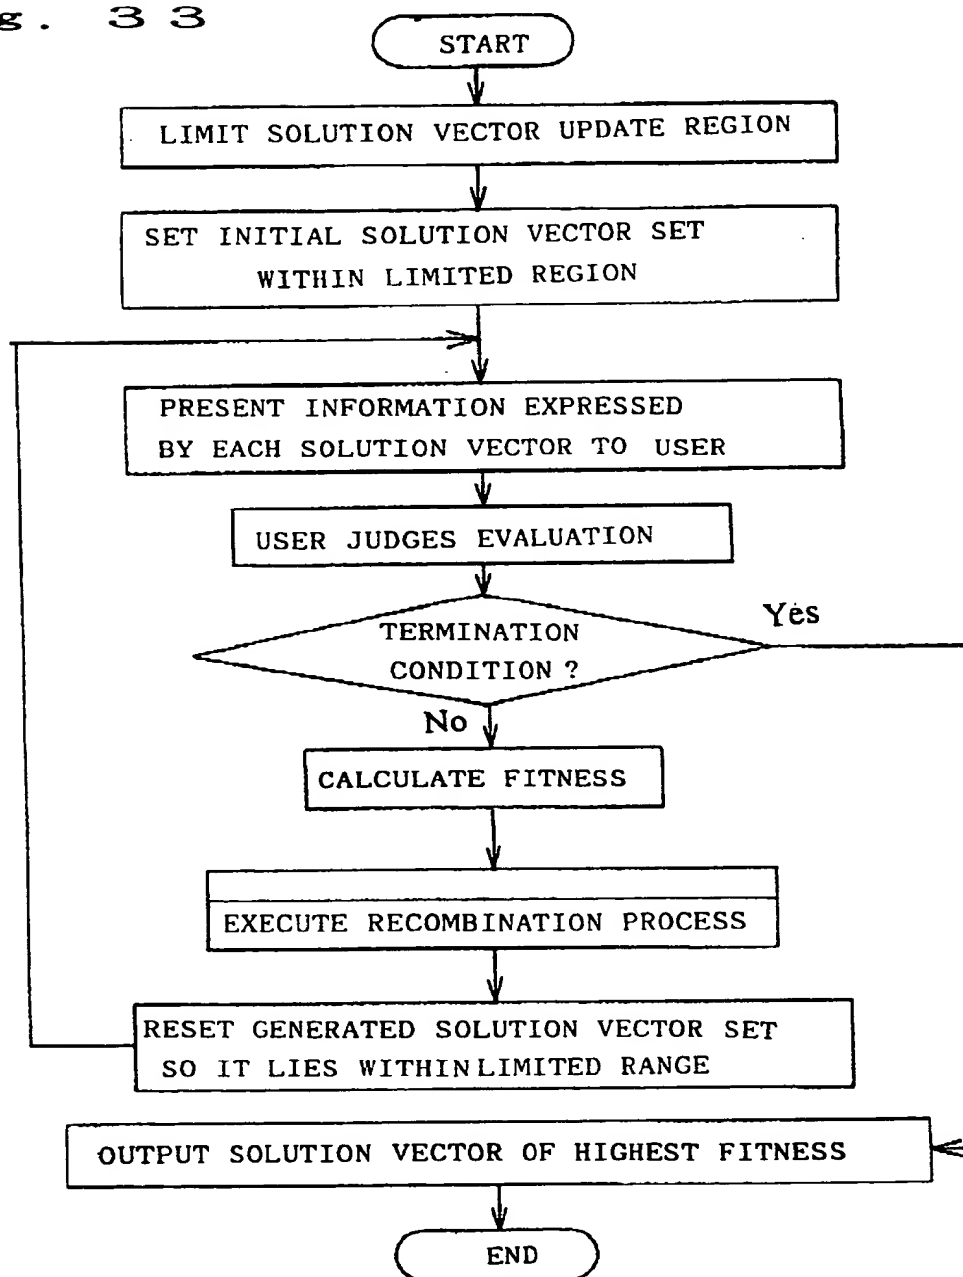 g. 33
START
LIMIT SOLUTION VECTOR UPDATE REGION
SET INITIAL SOLUTION VECTOR SET
WITHIN LIMITED REGION
PRESENT INFORMATION EXPRESSED
BY EACH SOLUTION VECTOR TO USER
USER JUDGES EVALUATION
TERMINATION
CONDITION ?
Yes
No
CALCULATE FITNESS
EXECUTE RECOMBINATION PROCESS
RESET GENERATED SOLUTION VECTOR SET
SO IT LIES WITHIN LIMITED RANGE
OUTPUT SOLUTION VECTOR OF HIGHEST FITNESS
END